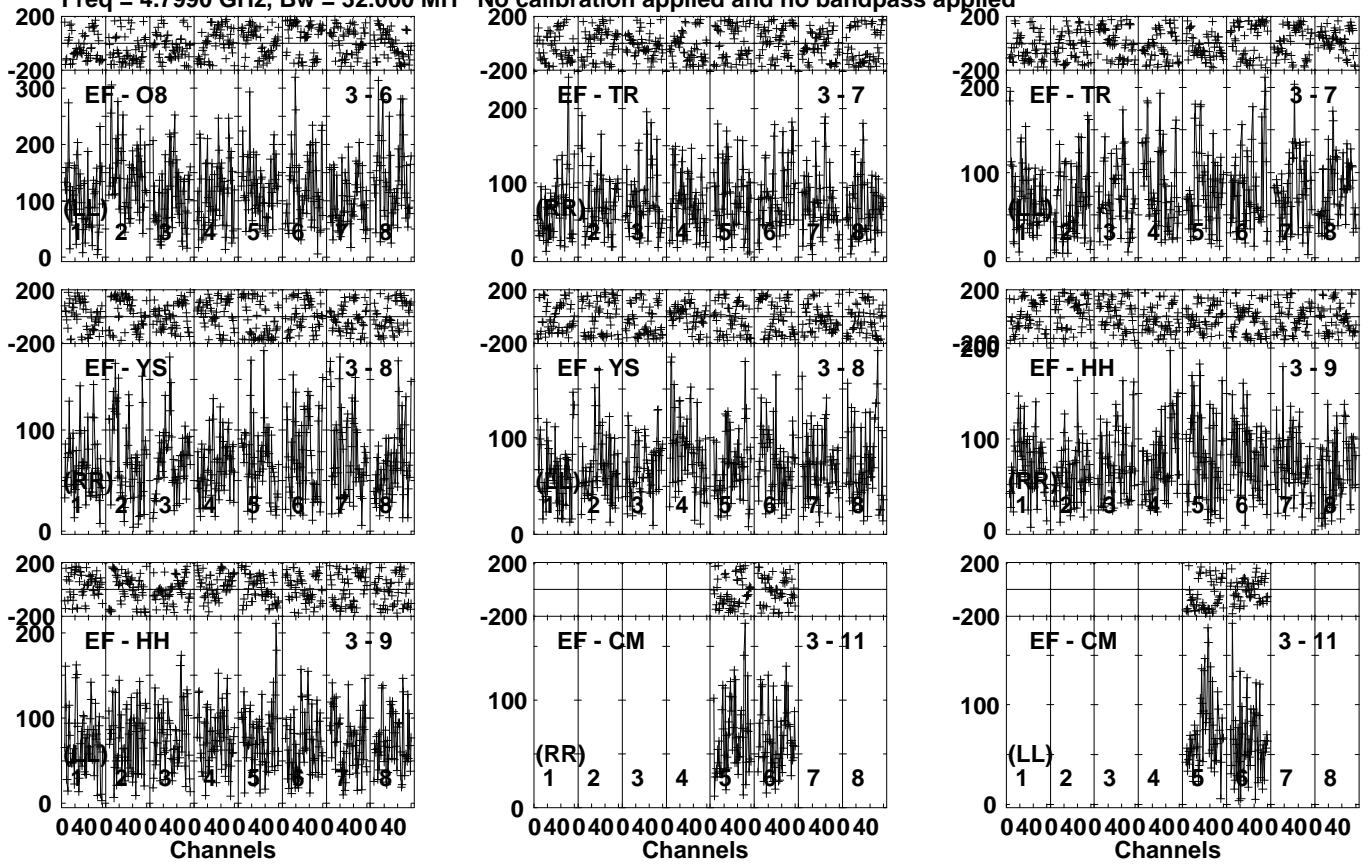 Freq = 4.7990 GHz, Bw = 32.000 MH No calibration applied and no bandpass applied
200
-200
300
200
100
0
EF - O8 3 - 6
(LL)
1 2 3 4 5 6 7 8
200
-200
200
100
0
EF - TR 3 - 7
(RR)
1 2 3 4 5 6 7 8
200
-200
200
100
0
EF - TR 3 - 7
(LL)
1 2 3 4 5 6 7 8
200
-200
100
0
EF - YS 3 - 8
(RR)
1 2 3 4 5 6 7 8
200
-200
100
0
EF - YS 3 - 8
(LL)
1 2 3 4 5 6 7 8
200
-200
200
100
0
EF - HH 3 - 9
(RR)
1 2 3 4 5 6 7 8
200
-200
200
100
0
EF - HH 3 - 9
(LL)
1 2 3 4 5 6 7 8
0 40 0 40 0 40 0 40 0 40 0 40 0 40 0 40
Channels
200
-200
100
0
EF - CM 3 - 11
(RR)
1 2 3 4 5 6 7 8
0 40 0 40 0 40 0 40 0 40 0 40 0 40 0 40
Channels
200
-200
100
0
EF - CM 3 - 11
(LL)
1 2 3 4 5 6 7 8
0 40 0 40 0 40 0 40 0 40 0 40 0 40 0 40
Channels